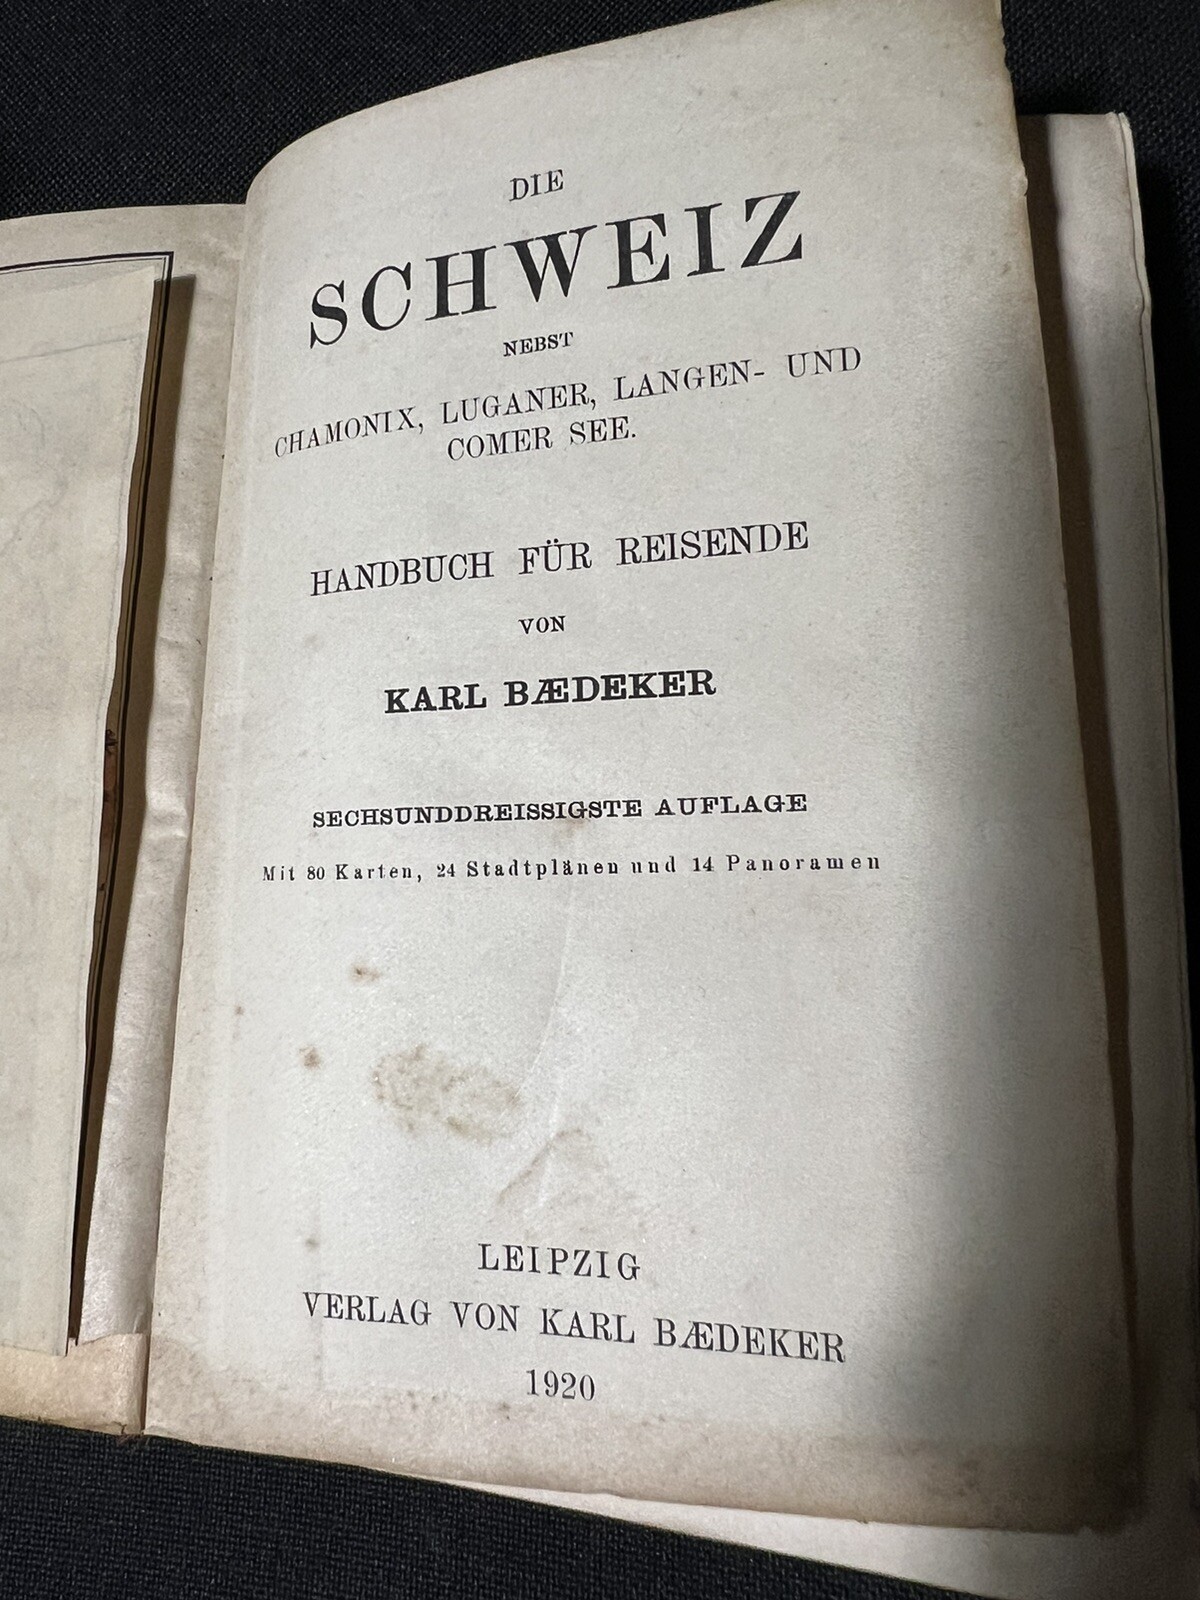 DIE
SCHWEIZ
NEBST
CHAMONIX, LUGANER, LANGEN- UND
COMER SEE.
HANDBUCH FÜR REISENDE
VON
KARL BÆDEKER
SECHSUNDDREISSIGSTE AUFLAGE
Mit 80 Karten, 24 Stadtplänen und 14 Panoramen
LEIPZIG
VERLAG VON KARL BÆDEKER
1920